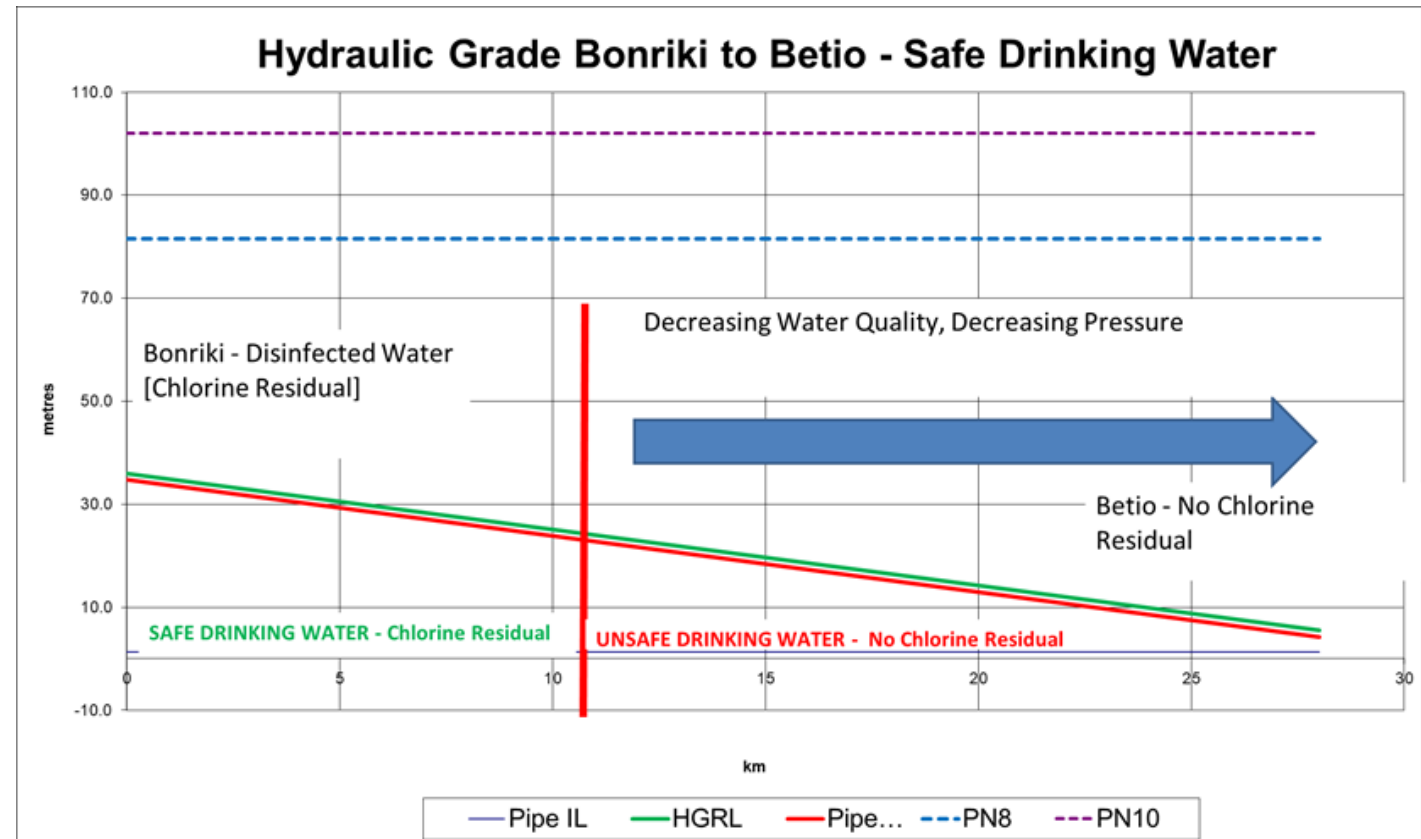 Hydraulic Grade Bonriki to Betio - Safe Drinking Water
110.0
90.0
70.0
50.0
30.0
10.0
-10.0
metres
Bonriki - Disinfected Water
[Chlorine Residual]
Decreasing Water Quality, Decreasing Pressure
Betio - No Chlorine
Residual
SAFE DRINKING WATER - Chlorine Residual
UNSAFE DRINKING WATER - No Chlorine Residual
0 5 10 15 20 25 30
km
Pipe IL HGRL Pipe... PN8 PN10